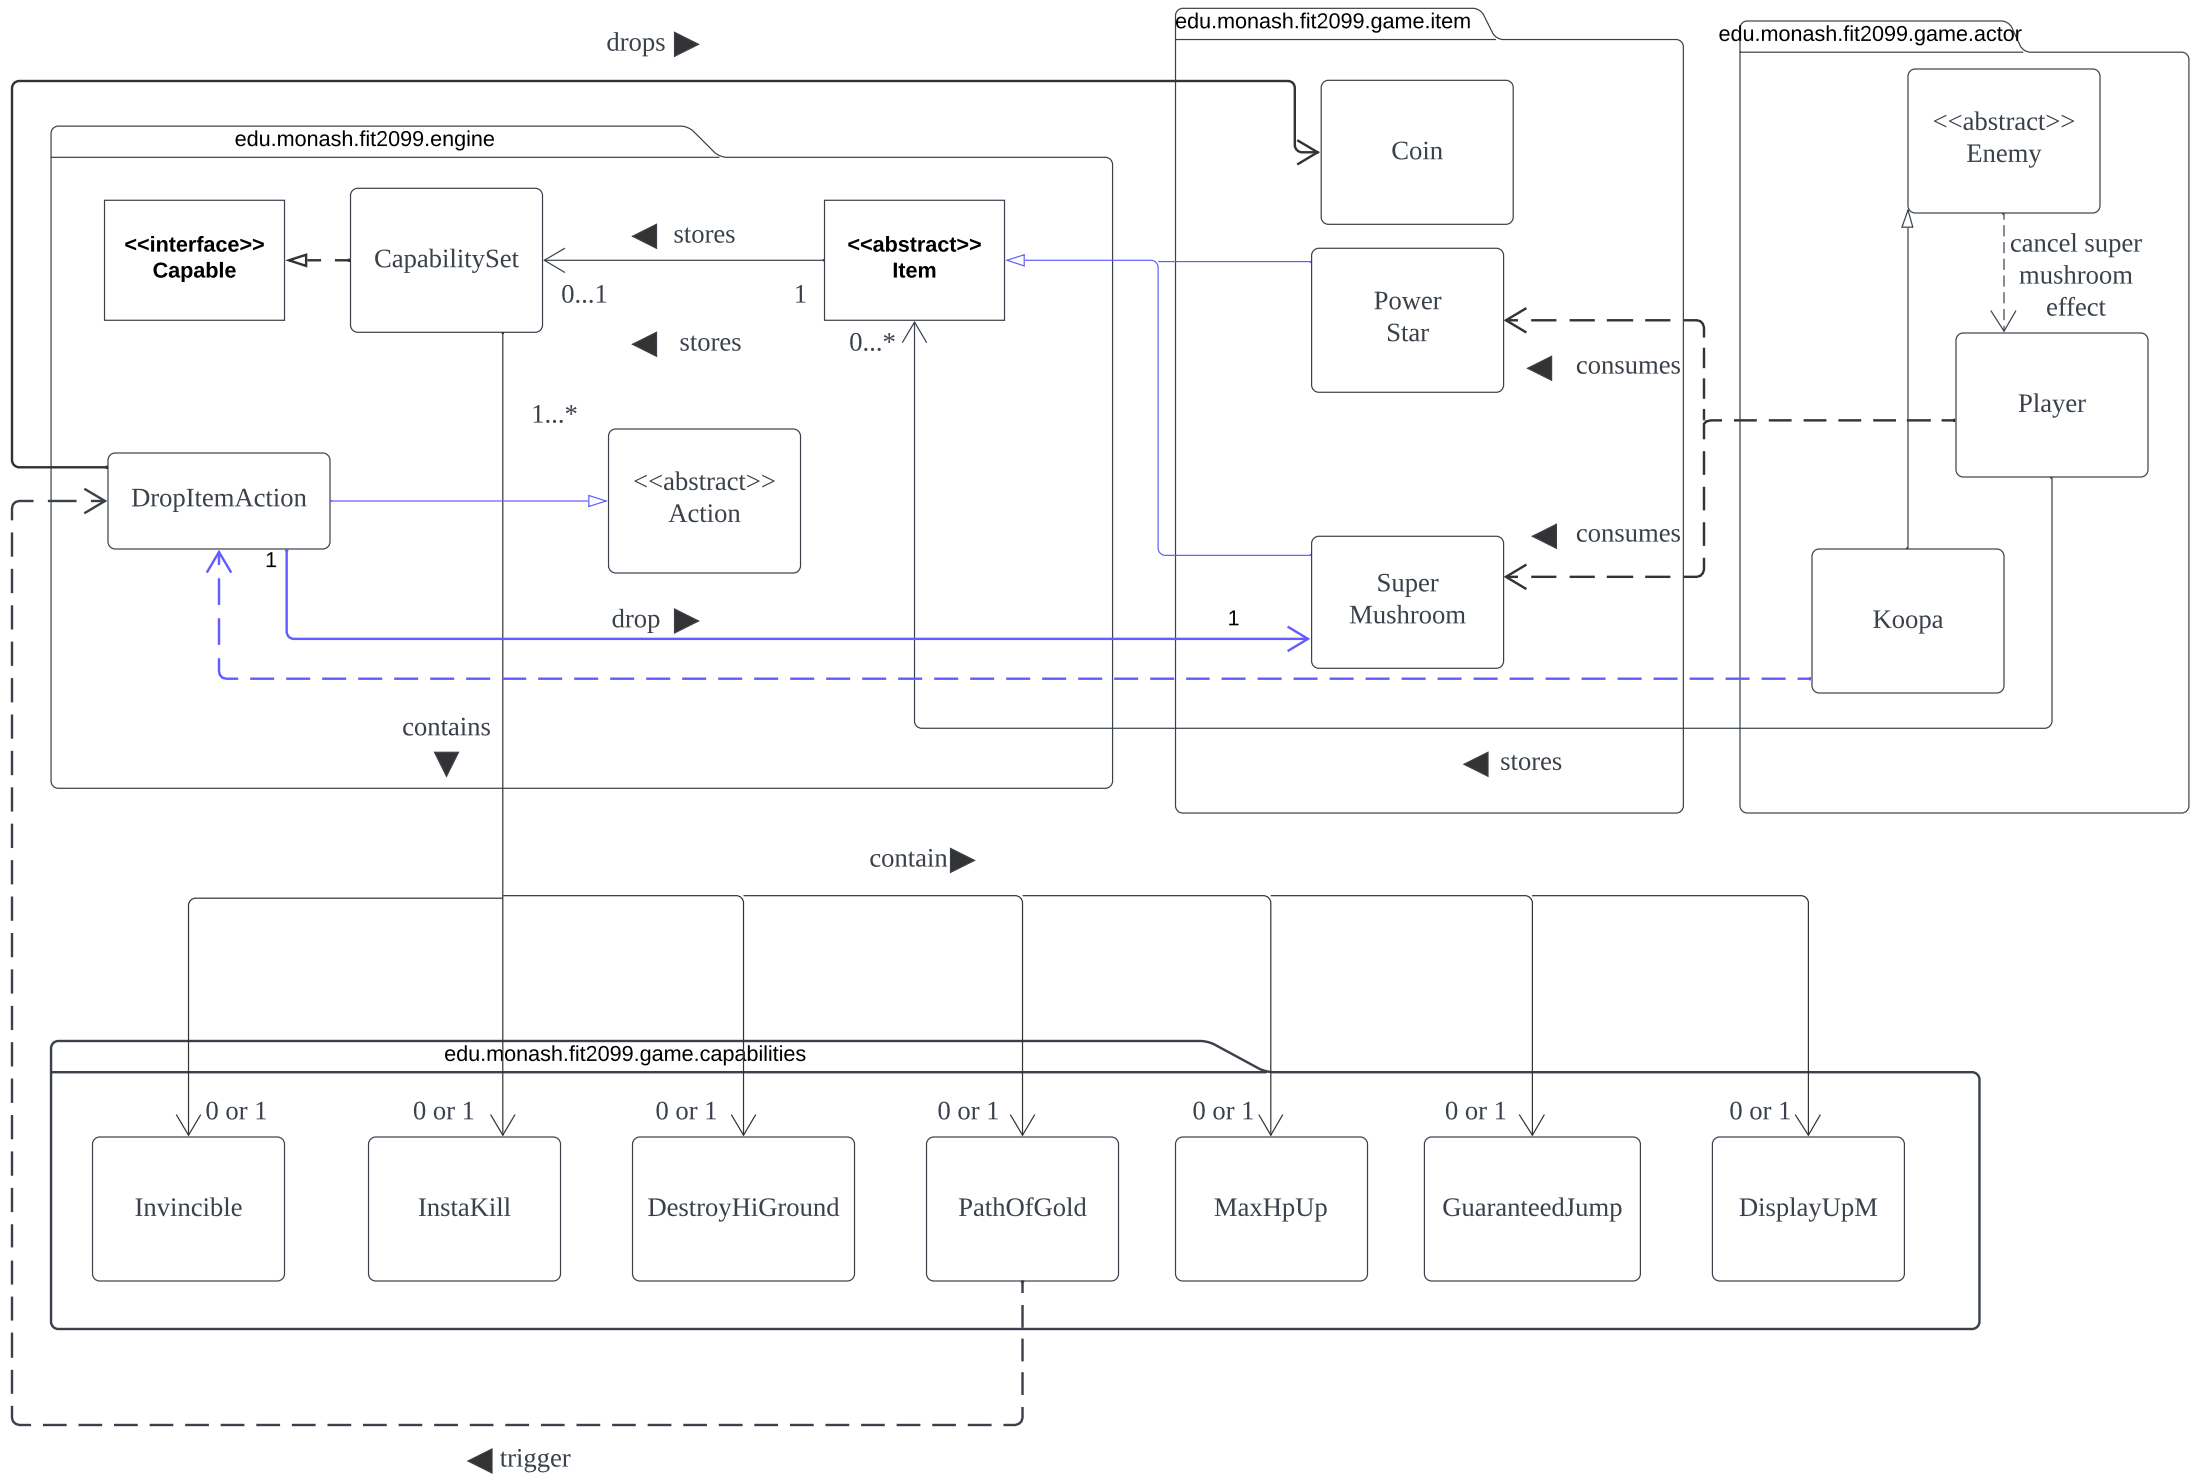 drops
edu.monash.fit2099.game.item
edu.monash.fit2099.game.actor
edu.monash.fit2099.engine
<<interface>>
Capable
CapabilitySet
stores
0...1
1
<<abstract>>
Item
0...*
stores
1...*
DropItemAction
1
<<abstract>>
Action
drop
1
contains
Coin
Power
Star
consumes
consumes
Super
Mushroom
stores
<<abstract>>
Enemy
cancel super
mushroom
effect
Player
Koopa
contain
edu.monash.fit2099.game.capabilities
0 or 1
0 or 1
0 or 1
0 or 1
0 or 1
0 or 1
0 or 1
Invincible
InstaKill
DestroyHiGround
PathOfGold
MaxHpUp
GuaranteedJump
DisplayUpM
trigger